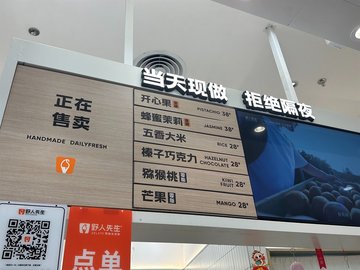 当天现做 拒绝隔夜
正在
售卖
HANDMADE DAILYFRESH
开心果 PISTACHIO 38
蜂蜜茉莉 JASMINE 38
五香大米 RICE 28
榛子巧克力 HAZELNUT CHOCOLATE 28
猕猴桃 KIWI FRUIT 28
芒果 MANGO 28
野人先生
野人先生
点单